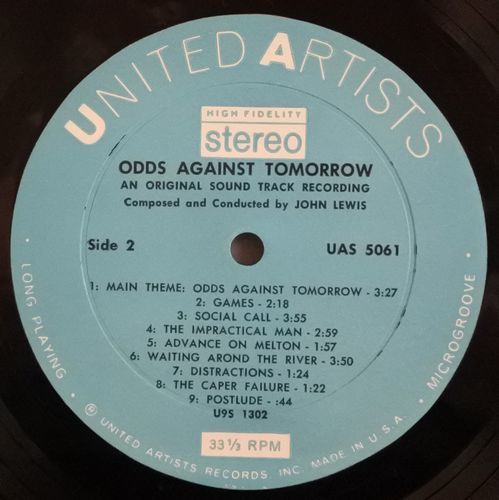 UNITED ARTISTS
HIGH FIDELITY
stereo
ODDS AGAINST TOMORROW
AN ORIGINAL SOUND TRACK RECORDING
Composed and Conducted by JOHN LEWIS
Side 2
UAS 5061
1: MAIN THEME: ODDS AGAINST TOMORROW - 3:27
2: GAMES - 2:18
3: SOCIAL CALL - 3:55
4: THE IMPRACTICAL MAN - 2:59
5: ADVANCE ON MELTON - 1:57
6: WAITING AROND THE RIVER - 3:50
7: DISTRACTIONS - 1:24
8: THE CAPER FAILURE - 1:22
9: POSTLUDE - :44
U9S 1302
33 1/3 RPM
• LONG PLAYING • ® UNITED ARTISTS RECORDS, INC. MADE IN U.S.A. • MICROGROOVE •